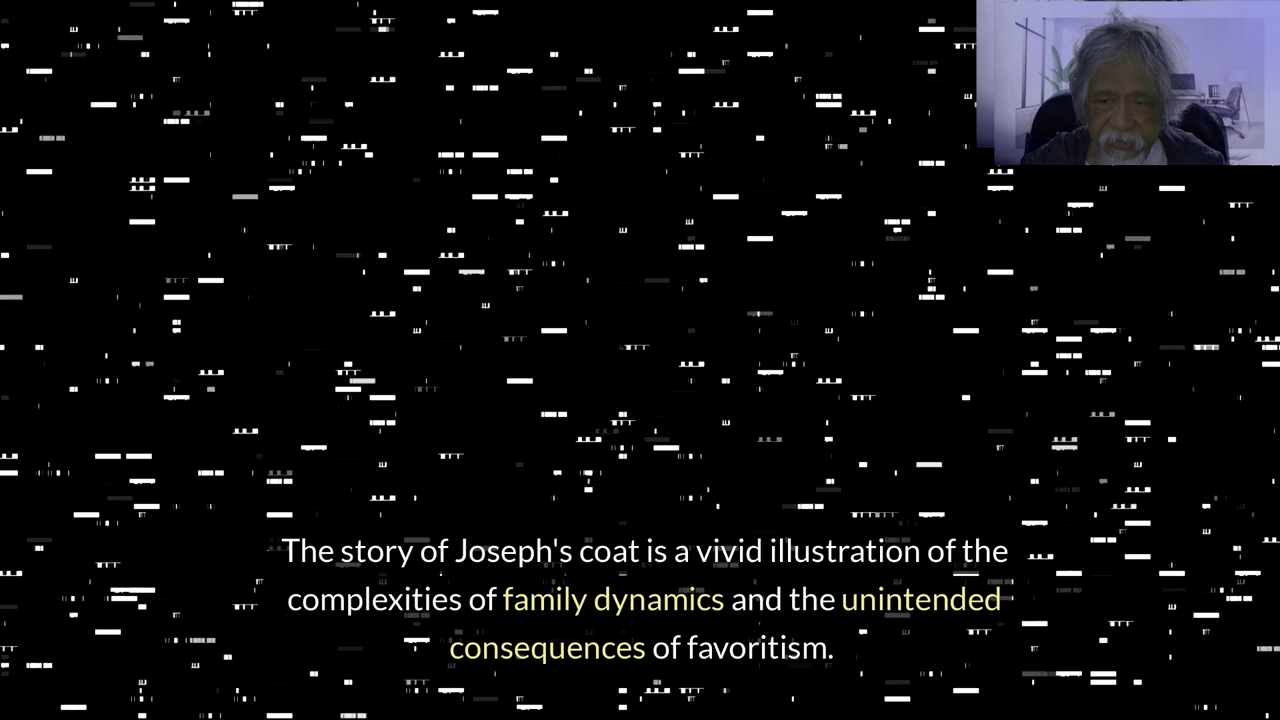 The story of Joseph's coat is a vivid illustration of the
complexities of family dynamics and the unintended
consequences of favoritism.